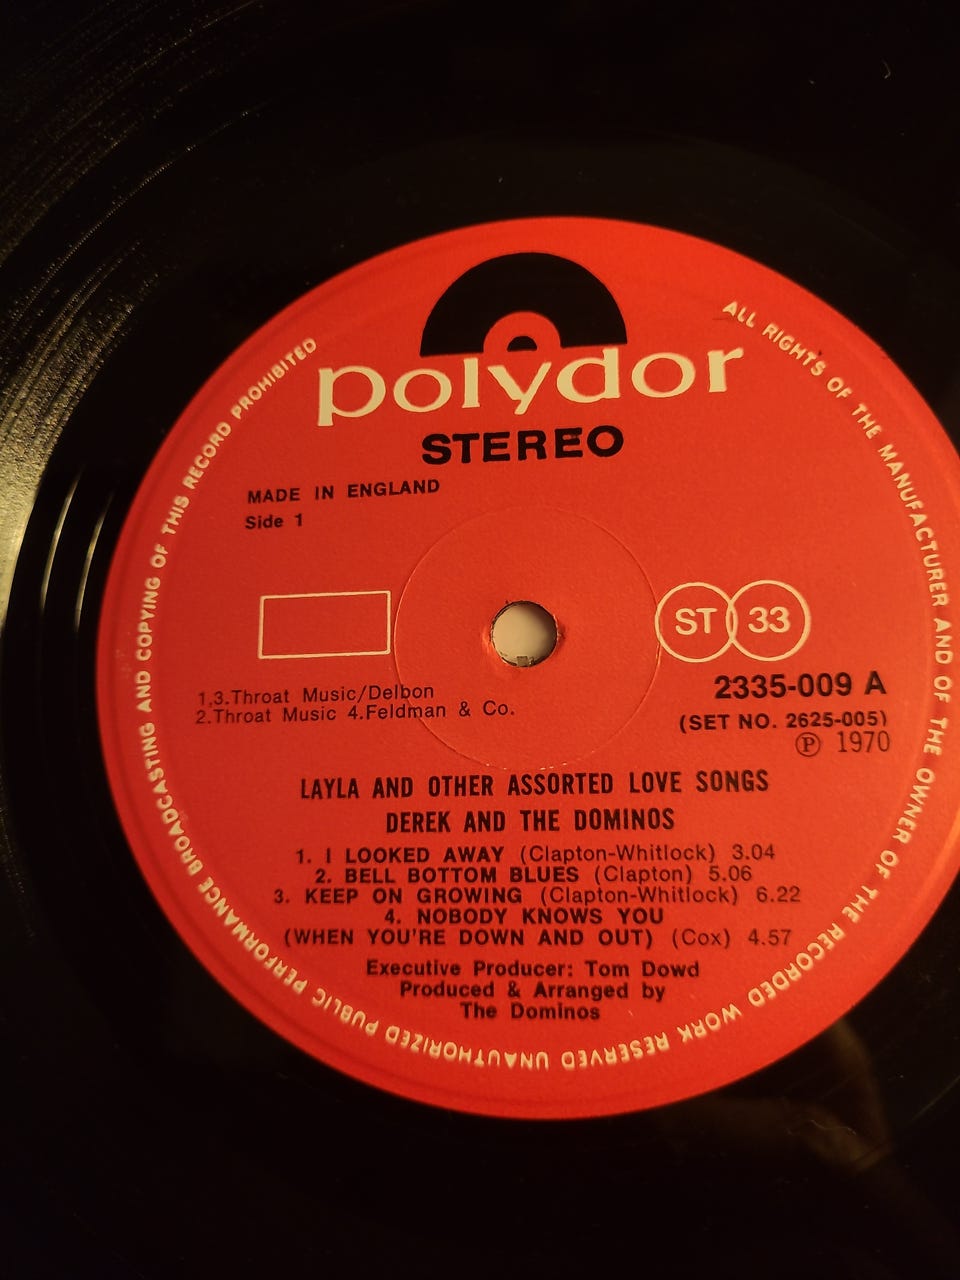 polydor
STEREO
MADE IN ENGLAND
Side 1
ST 33
2335-009 A
(SET NO. 2625-005)
Ⓟ 1970
1,3.Throat Music/Delbon
2.Throat Music 4.Feldman & Co.
LAYLA AND OTHER ASSORTED LOVE SONGS
DEREK AND THE DOMINOS
1. I LOOKED AWAY (Clapton-Whitlock) 3.04
2. BELL BOTTOM BLUES (Clapton) 5.06
3. KEEP ON GROWING (Clapton-Whitlock) 6.22
4. NOBODY KNOWS YOU
(WHEN YOU'RE DOWN AND OUT) (Cox) 4.57
Executive Producer: Tom Dowd
Produced & Arranged by
The Dominos
ALL RIGHTS OF THE MANUFACTURER AND OF THE OWNER OF THE RECORDED WORK RESERVED UNAUTHORIZED PUBLIC PERFORMANCE BROADCASTING AND COPYING OF THIS RECORD PROHIBITED